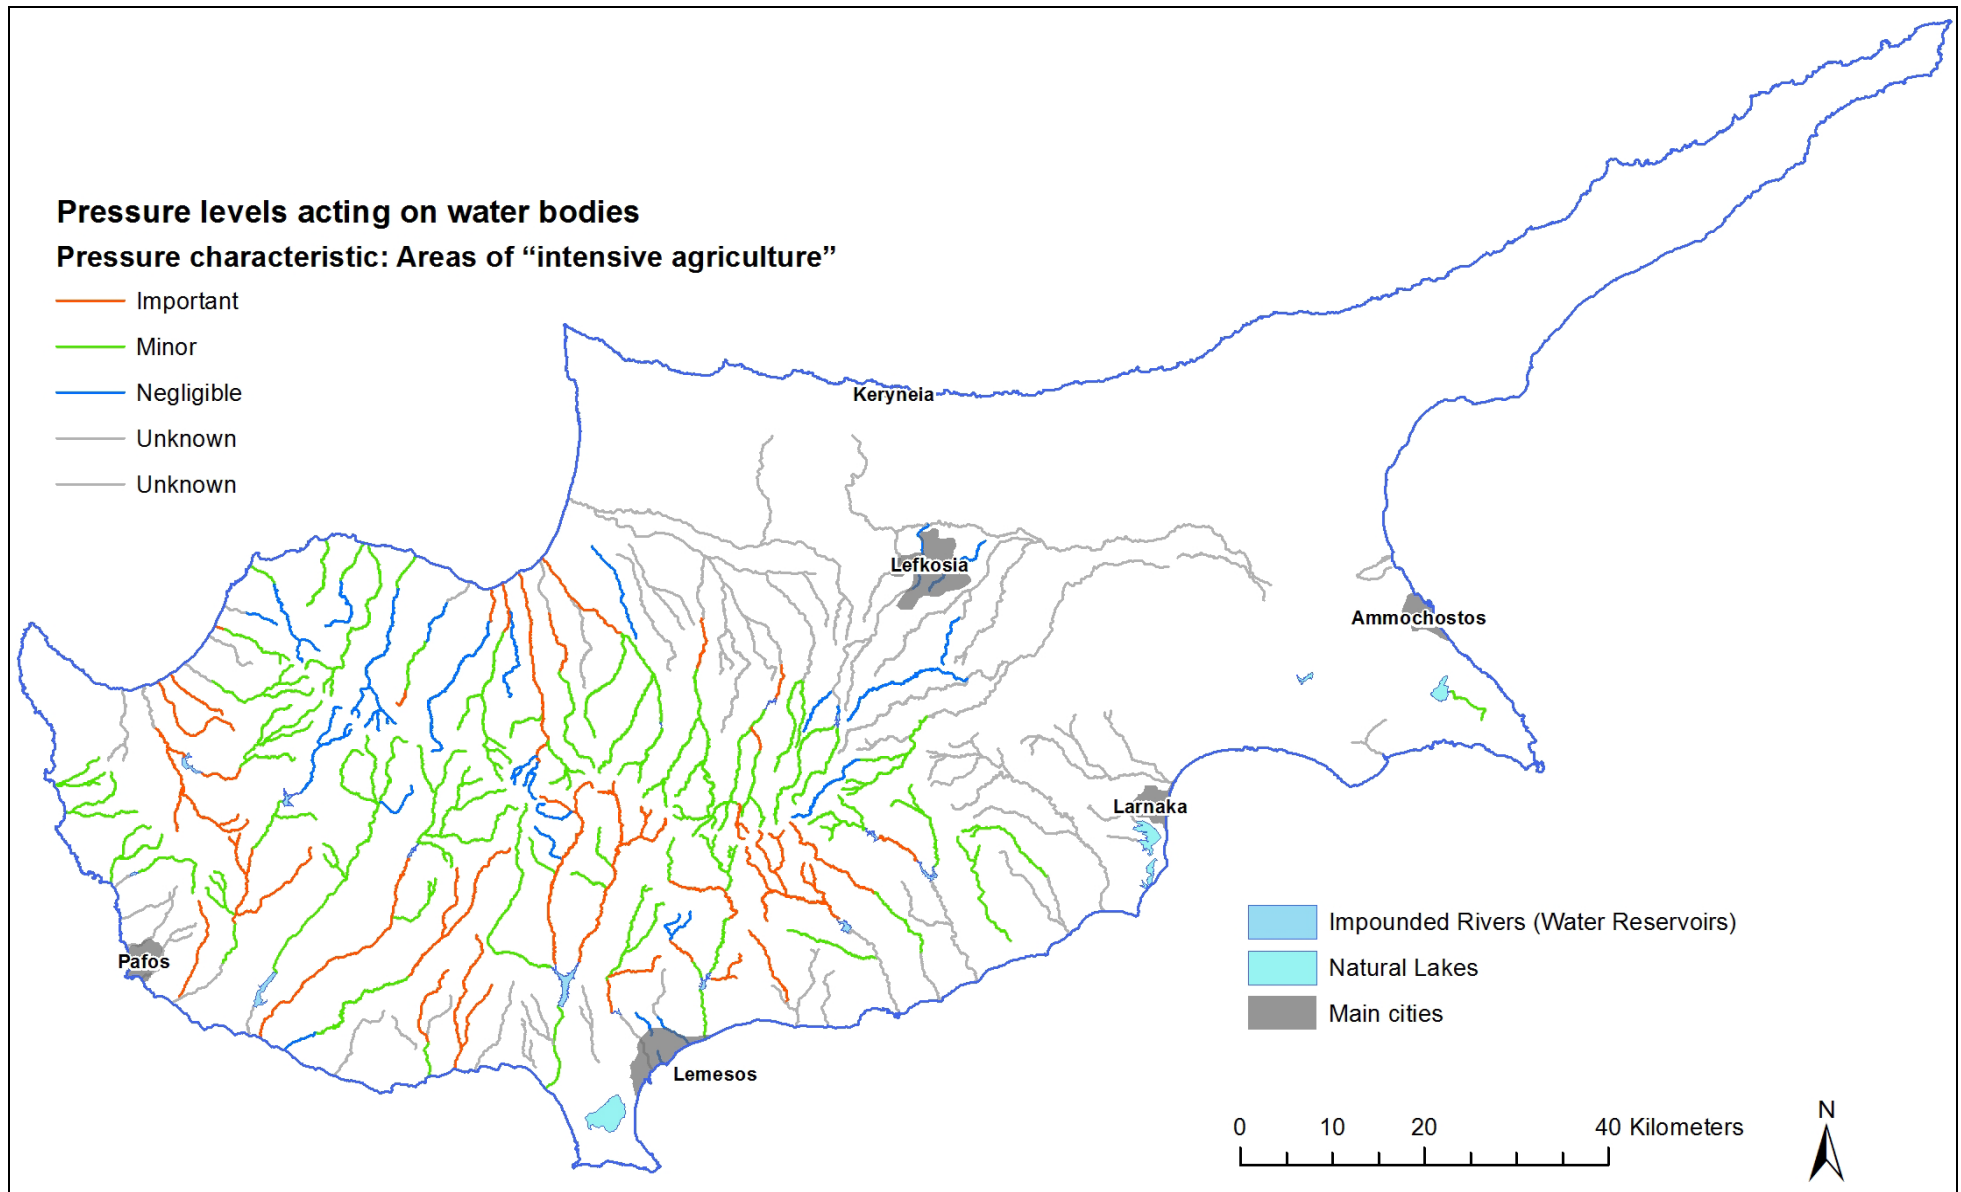 Pressure levels acting on water bodies
Pressure characteristic: Areas of “intensive agriculture”
Important
Minor
Negligible
Unknown
Unknown
Keryneia
Lefkosia
Ammochostos
Larnaka
Pafos
Lemesos
Impounded Rivers (Water Reservoirs)
Natural Lakes
Main cities
0 10 20 40 Kilometers
N